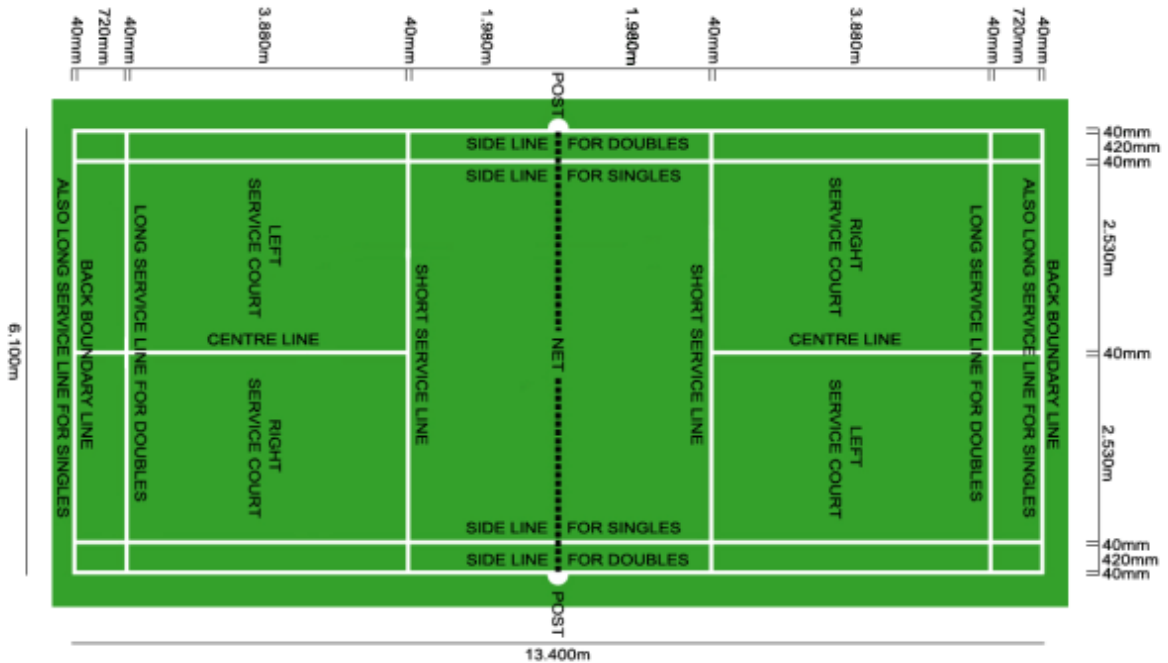 40mm
720mm
40mm
3.880m
40mm
1.980m
1.980m
40mm
3.880m
40mm
720mm
40mm
POST
SIDE LINE FOR DOUBLES
SIDE LINE FOR SINGLES
40mm
420mm
40mm
2.530m
40mm
2.530m
40mm
420mm
40mm
6.100m
ALSO LONG SERVICE LINE FOR SINGLES
BACK BOUNDARY LINE
LONG SERVICE LINE FOR DOUBLES
LEFT
SERVICE COURT
CENTRE LINE
RIGHT
SERVICE COURT
SHORT SERVICE LINE
NET
SHORT SERVICE LINE
RIGHT
SERVICE COURT
CENTRE LINE
LEFT
SERVICE COURT
LONG SERVICE LINE FOR DOUBLES
ALSO LONG SERVICE LINE FOR SINGLES
BACK BOUNDARY LINE
SIDE LINE FOR SINGLES
SIDE LINE FOR DOUBLES
POST
13.400m